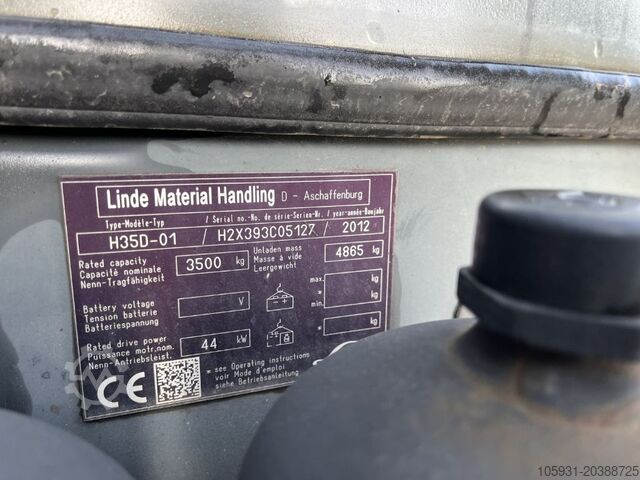 Linde Material Handling D - Aschaffenburg
Type-Modèle-Typ / Serial no.-No. de série-Serien-Nr. / year-année-Baujahr
H35D-01 / H2X393C05127 / 2012
Rated capacity
Capacité nominale
Nenn-Tragfähigkeit
3500 kg
Unladen mass
Masse à vide
Leergewicht
4865 kg
Battery voltage
Tension batterie
Batteriespannung
V
max. kg
*
min. kg
Rated drive power
Puissance motr.nom.
Nenn-Antriebsleist.
44 kW
* kg
CE
* see Operating instructions
voir Mode d'emploi
siehe Betriebsanleitung
105931-20388725